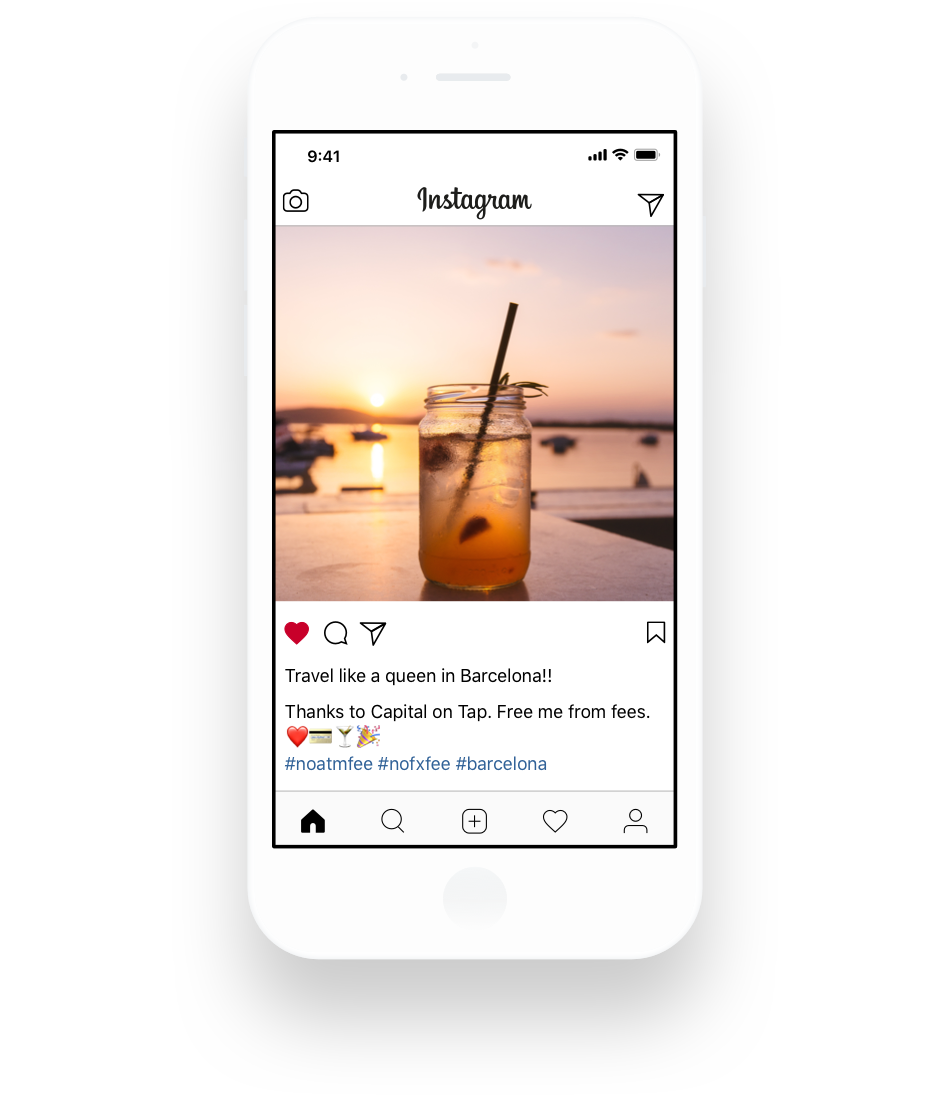 9:41
Instagram
Travel like a queen in Barcelona!!
Thanks to Capital on Tap. Free me from fees.
❤️💳🍸🎉
#noatmfee #nofxfee #barcelona